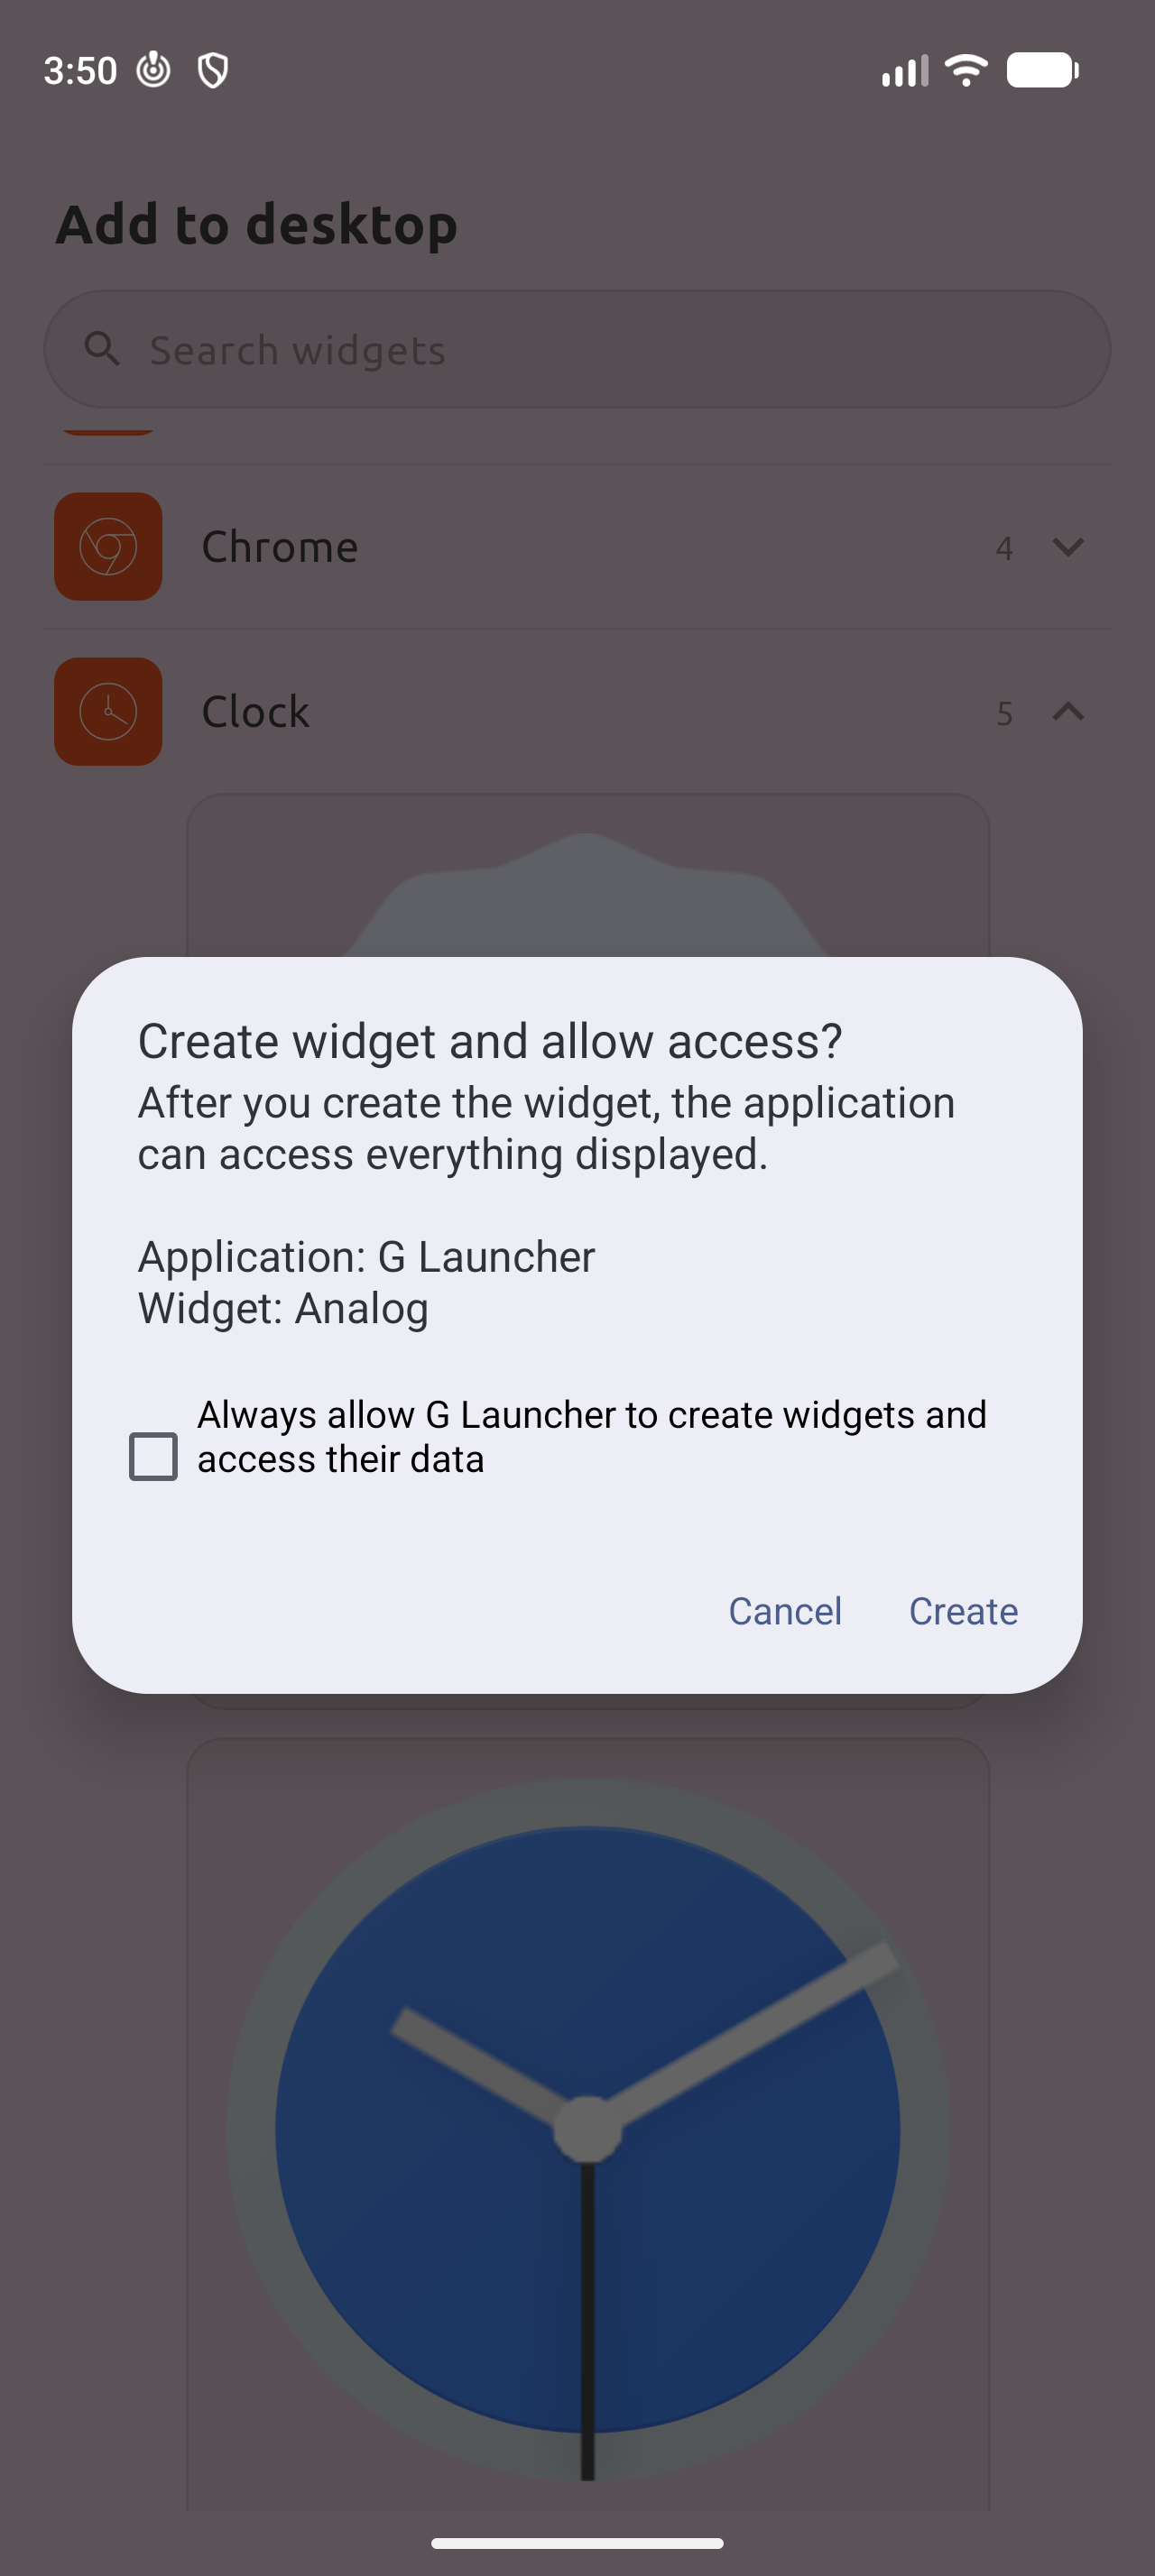 3:50
Add to desktop
Search widgets
Chrome
4
Clock
5
Create widget and allow access?
After you create the widget, the application
can access everything displayed.
Application: G Launcher
Widget: Analog
Always allow G Launcher to create widgets and
access their data
Cancel
Create